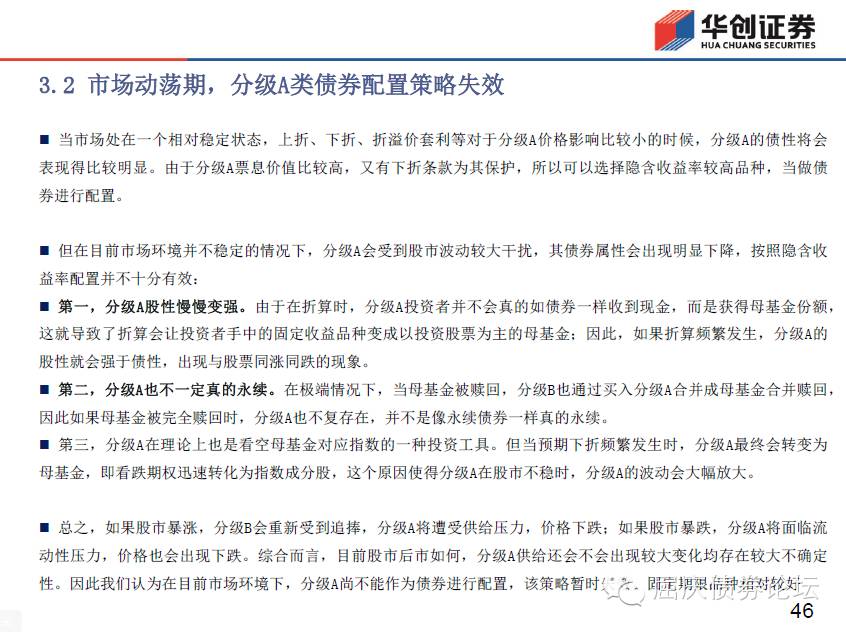 华创证券
HUA CHUANG SECURITIES
3.2 市场动荡期，分级A类债券配置策略失效
■ 当市场处在一个相对稳定状态，上折、下折、折溢价套利等对于分级A价格影响比较小的时候，分级A的债性将会
表现得比较明显。由于分级A票息价值比较高，又有下折条款为其保护，所以可以选择隐含收益率较高品种，当做债
券进行配置。
■ 但在目前市场环境并不稳定的情况下，分级A会受到股市波动较大干扰，其债券属性会出现明显下降，按照隐含收
益率配置并不十分有效：
■ 第一，分级A股性慢慢变强。由于在折算时，分级A投资者并不会真的如债券一样收到现金，而是获得母基金份额，
这就导致了折算会让投资者手中的固定收益品种变成以投资股票为主的母基金；因此，如果折算频繁发生，分级A的
股性就会强于债性，出现与股票同涨同跌的现象。
■ 第二，分级A也不一定真的永续。在极端情况下，当母基金被赎回，分级B也通过买入分级A合并成母基金合并赎回，
因此如果母基金被完全赎回时，分级A也不复存在，并不是像永续债券一样真的永续。
■ 第三，分级A在理论上也是看空母基金对应指数的一种投资工具。但当预期下折频繁发生时，分级A最终会转变为
母基金，即看跌期权迅速转化为指数成分股，这个原因使得分级A在股市不稳时，分级A的波动会大幅放大。
■ 总之，如果股市暴涨，分级B会重新受到追捧，分级A将遭受供给压力，价格下跌；如果股市暴跌，分级A将面临流
动性压力，价格也会出现下跌。综合而言，目前股市后市如何，分级A供给还会不会出现较大变化均存在较大不确定
性。因此我们认为在目前市场环境下，分级A尚不能作为债券进行配置，该策略暂时失效。固定期限品种相对较好
屈庆债券论坛
46